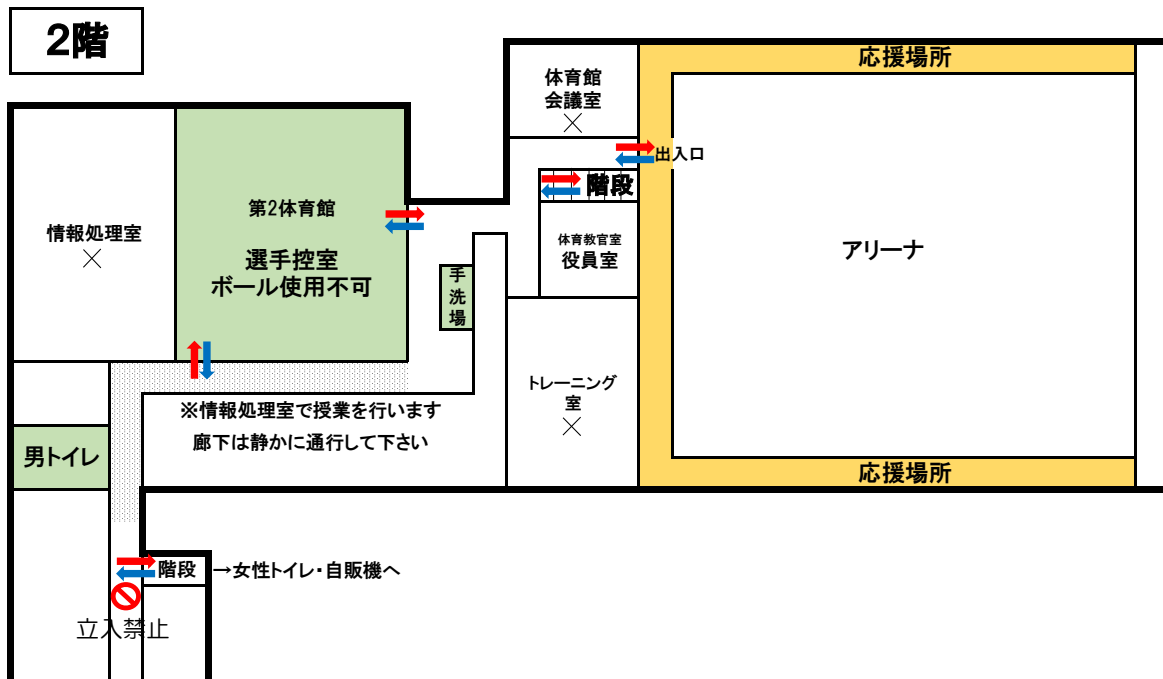 2階
応援場所
体育館
会議室
×
出入口
階段
第2体育館
選手控室
ボール使用不可
情報処理室
×
体育教官室
役員室
アリーナ
手
洗
場
トレーニング
室
×
※情報処理室で授業を行います
廊下は静かに通行して下さい
男トイレ
応援場所
階段
→女性トイレ・自販機へ
立入禁止